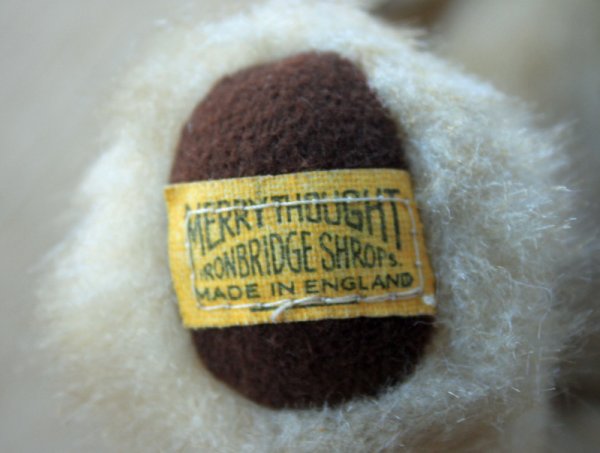 MERRYTHOUGHT
IRONBRIDGE SHROPS.
MADE IN ENGLAND